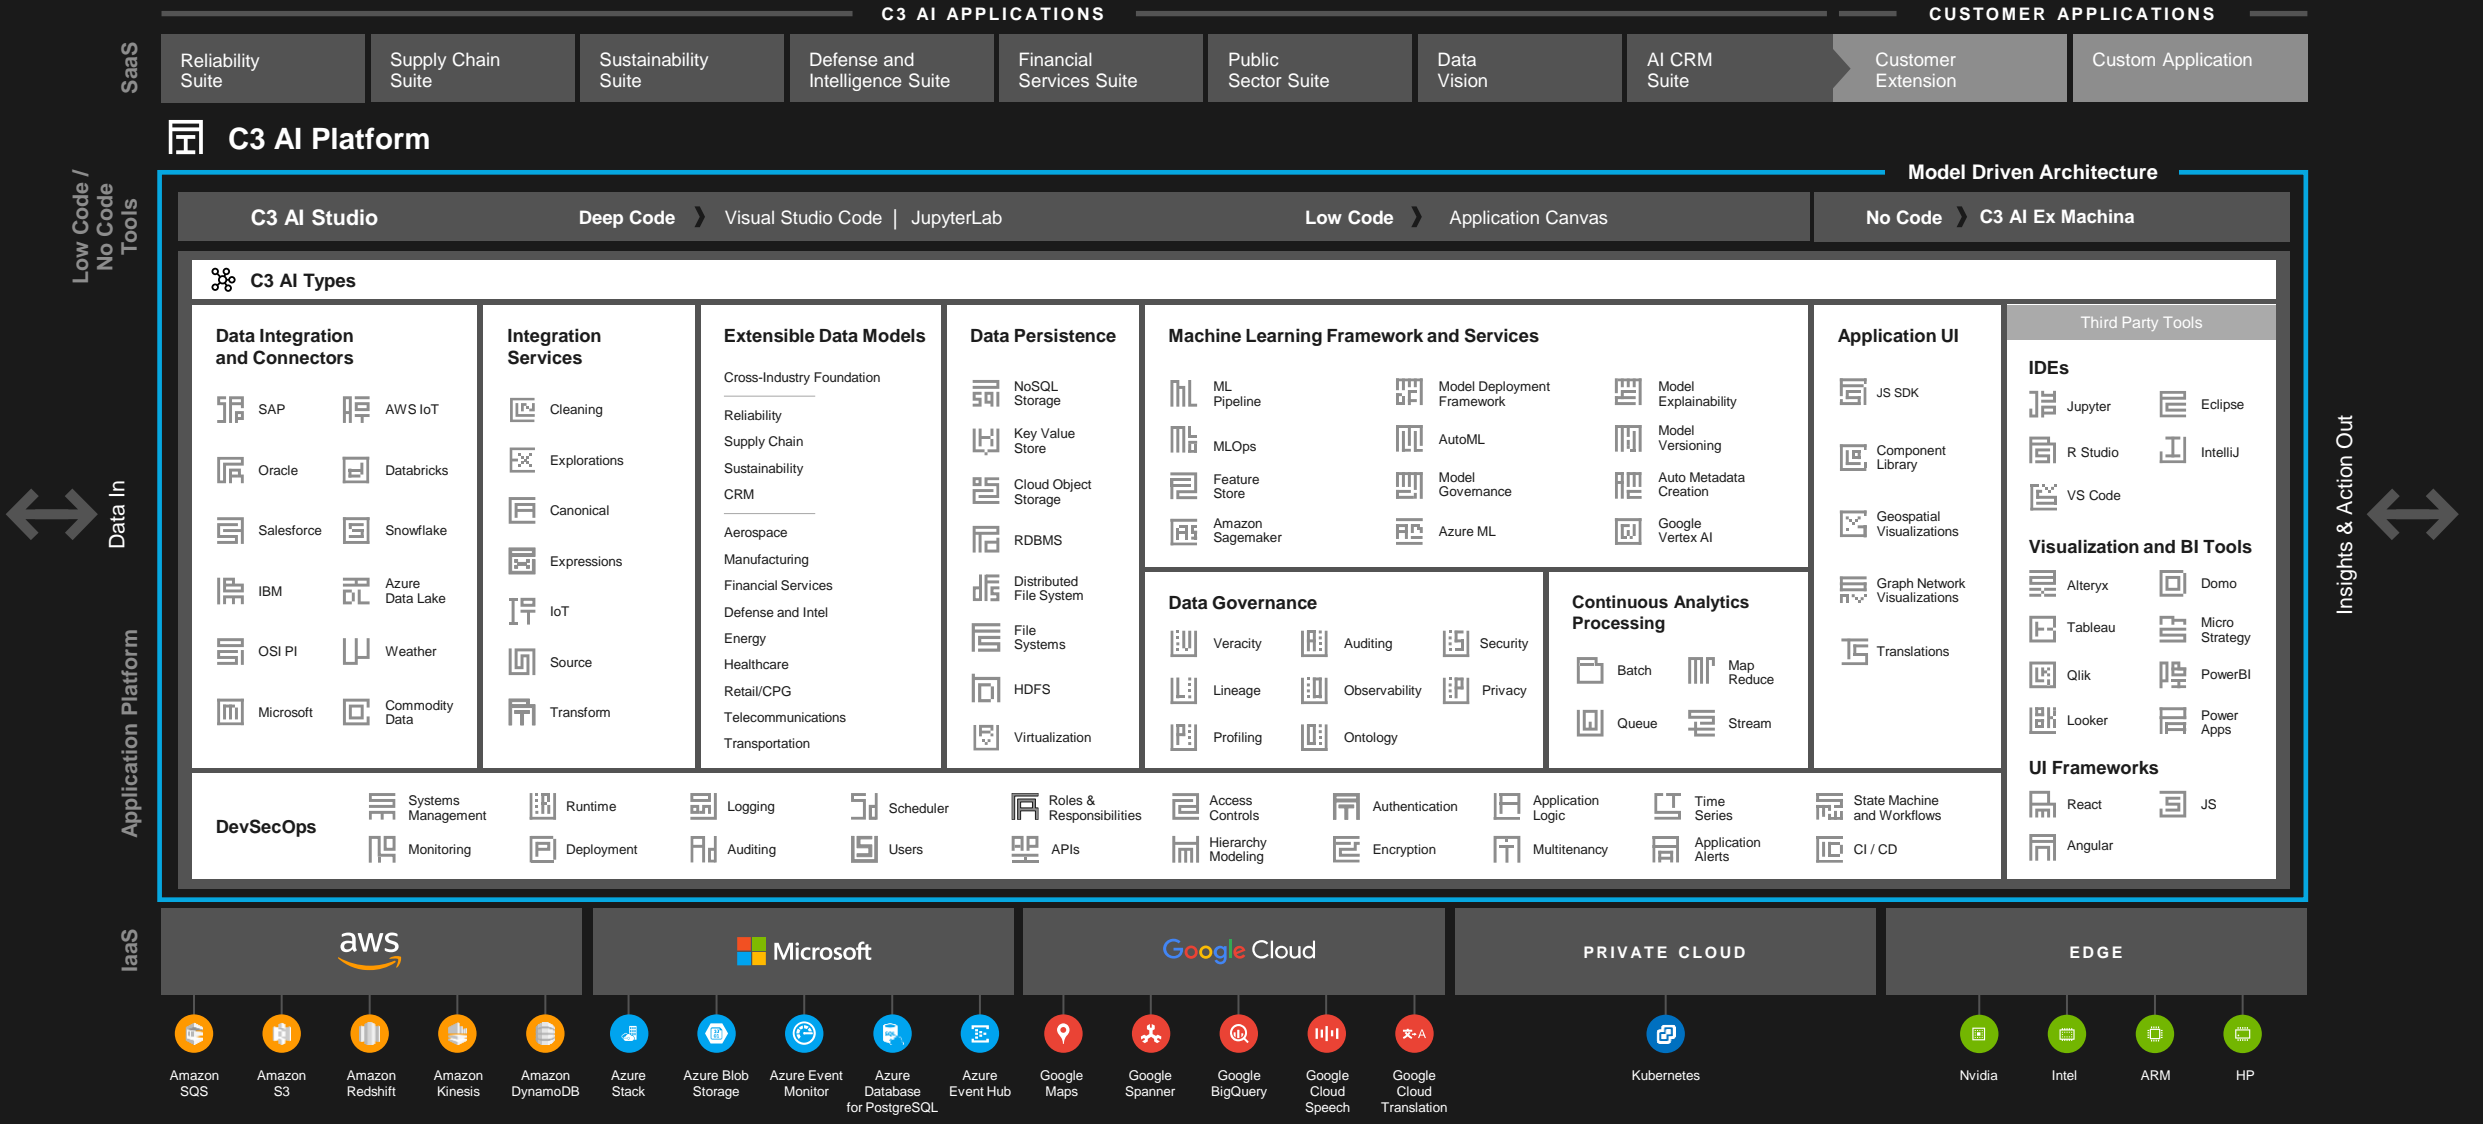 C3 AI APPLICATIONS
CUSTOMER APPLICATIONS
SaaS
Reliability
Suite
Supply Chain
Suite
Sustainability
Suite
Defense and
Intelligence Suite
Financial
Services Suite
Public
Sector Suite
Data
Vision
AI CRM
Suite
Customer
Extension
Custom Application
C3 AI Platform
Model Driven Architecture
Low Code /
No Code
Tools
C3 AI Studio
Deep Code
Visual Studio Code | JupyterLab
Low Code
Application Canvas
No Code
C3 AI Ex Machina
C3 AI Types
Data In
Application Platform
Data Integration
and Connectors
SAP
AWS IoT
Oracle
Databricks
Salesforce
Snowflake
IBM
Azure
Data Lake
OSI PI
Weather
Microsoft
Commodity
Data
Integration
Services
Cleaning
Explorations
Canonical
Expressions
IoT
Source
Transform
Extensible Data Models
Cross-Industry Foundation
Reliability
Supply Chain
Sustainability
CRM
Aerospace
Manufacturing
Financial Services
Defense and Intel
Energy
Healthcare
Retail/CPG
Telecommunications
Transportation
Data Persistence
NoSQL
Storage
Key Value
Store
Cloud Object
Storage
RDBMS
Distributed
File System
File
Systems
HDFS
Virtualization
Machine Learning Framework and Services
ML
Pipeline
Model Deployment
Framework
Model
Explainability
MLOps
AutoML
Model
Versioning
Feature
Store
Model
Governance
Auto Metadata
Creation
Amazon
Sagemaker
Azure ML
Google
Vertex AI
Data Governance
Veracity
Auditing
Security
Lineage
Observability
Privacy
Profiling
Ontology
Continuous Analytics
Processing
Batch
Map
Reduce
Queue
Stream
Application UI
JS SDK
Component
Library
Geospatial
Visualizations
Graph Network
Visualizations
Translations
Third Party Tools
IDEs
Jupyter
Eclipse
R Studio
IntelliJ
VS Code
Visualization and BI Tools
Alteryx
Domo
Tableau
Micro
Strategy
Qlik
PowerBI
Looker
Power
Apps
UI Frameworks
React
JS
Angular
Insights & Action Out
DevSecOps
Systems
Management
Runtime
Logging
Scheduler
Roles &
Responsibilities
Access
Controls
Authentication
Application
Logic
Time
Series
State Machine
and Workflows
Monitoring
Deployment
Auditing
Users
APIs
Hierarchy
Modeling
Encryption
Multitenancy
Application
Alerts
CI / CD
IaaS
aws
Microsoft
Google Cloud
PRIVATE CLOUD
EDGE
Amazon
SQS
Amazon
S3
Amazon
Redshift
Amazon
Kinesis
Amazon
DynamoDB
Azure
Stack
Azure Blob
Storage
Azure Event
Monitor
Azure
Database
for PostgreSQL
Azure
Event Hub
Google
Maps
Google
Spanner
Google
BigQuery
Google
Cloud
Speech
Google
Cloud
Translation
Kubernetes
Nvidia
Intel
ARM
HP